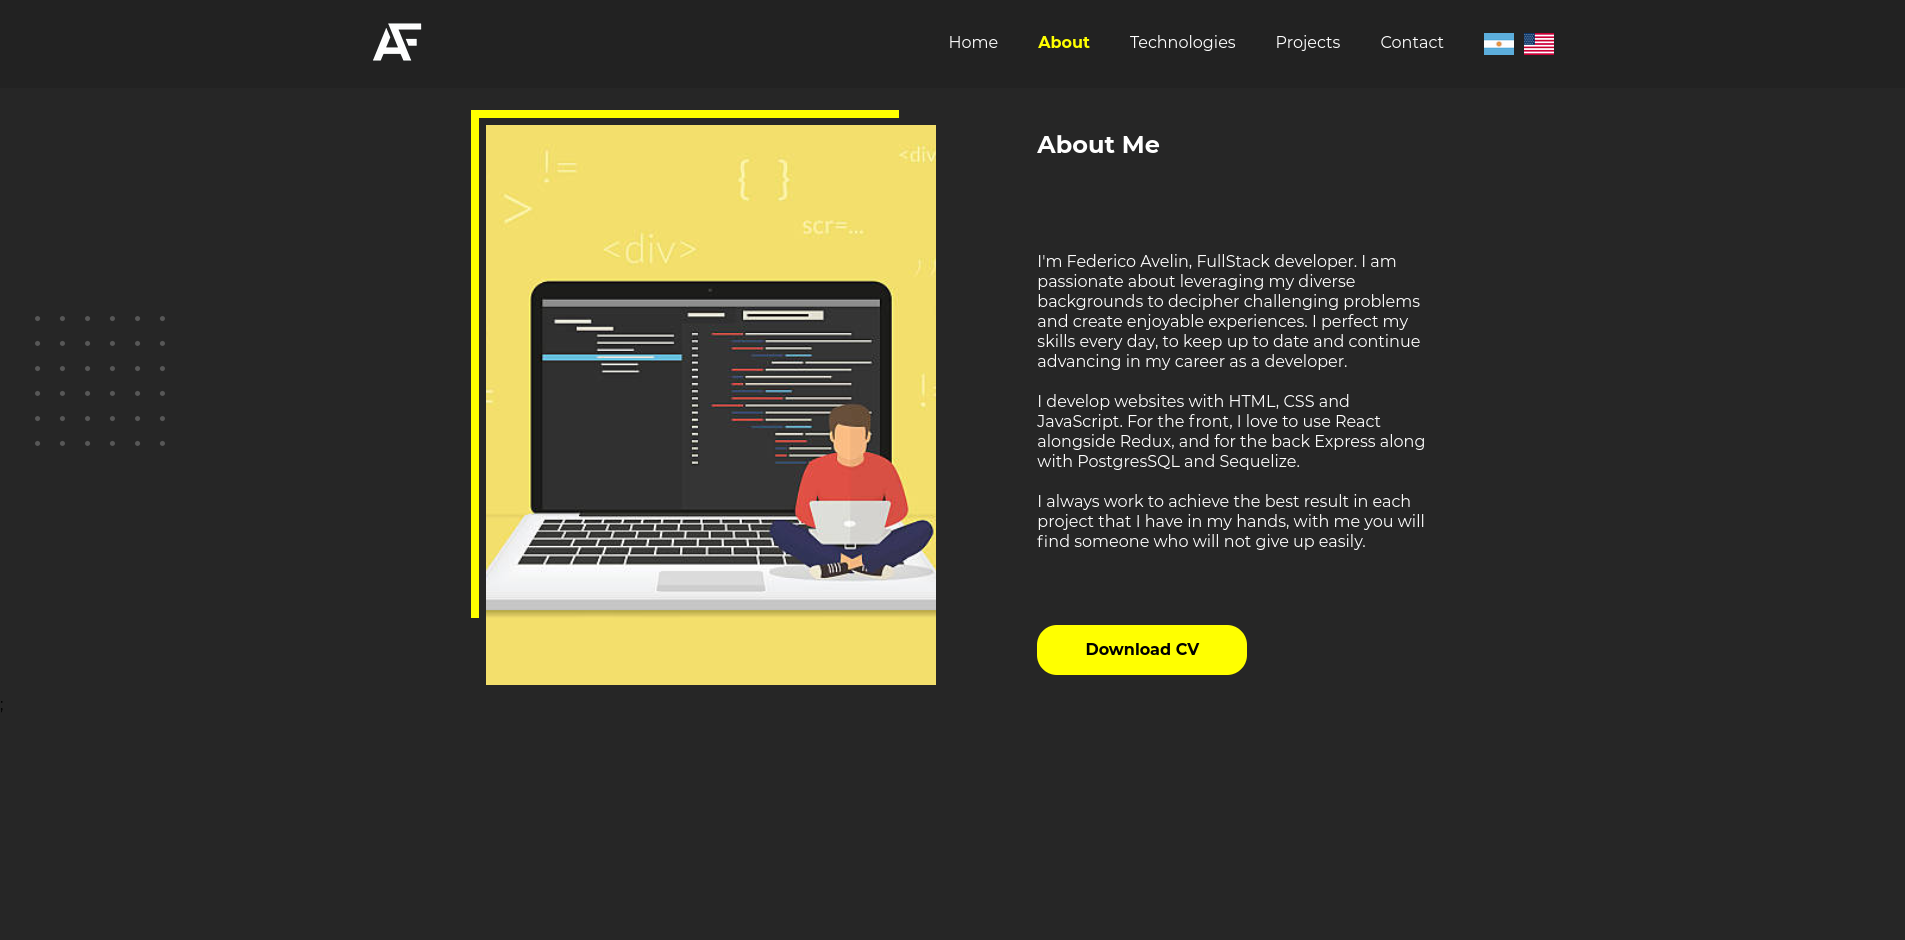 AF
Home
About
Technologies
Projects
Contact
!=
{ }
<div
>
scr=...
<div>
About Me
I'm Federico Avelin, FullStack developer. I am
passionate about leveraging my diverse
backgrounds to decipher challenging problems
and create enjoyable experiences. I perfect my
skills every day, to keep up to date and continue
advancing in my career as a developer.
I develop websites with HTML, CSS and
JavaScript. For the front, I love to use React
alongside Redux, and for the back Express along
with PostgresSQL and Sequelize.
I always work to achieve the best result in each
project that I have in my hands, with me you will
find someone who will not give up easily.
Download CV
;